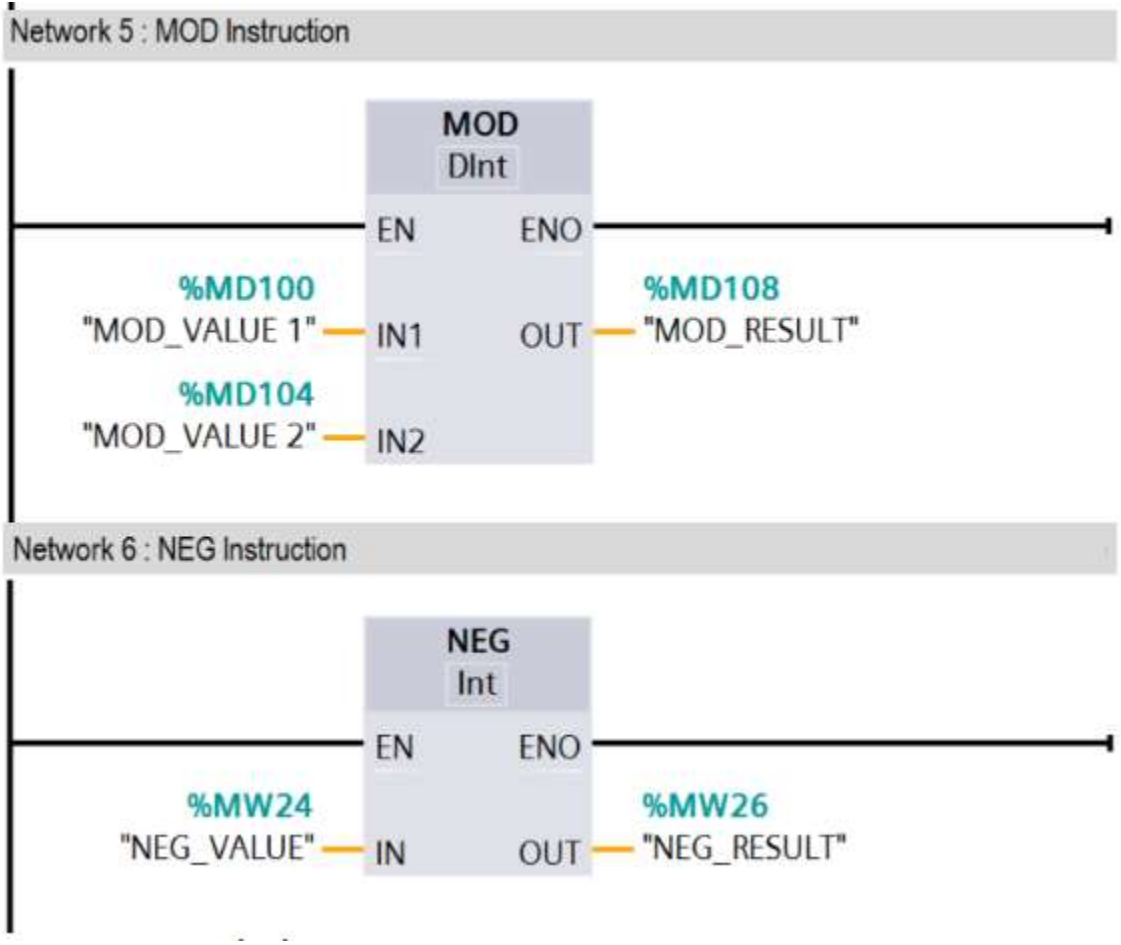 Network 5 : MOD Instruction
MOD
DInt
EN ENO
%MD100 %MD108
"MOD_VALUE 1" IN1 OUT "MOD_RESULT"
%MD104
"MOD_VALUE 2" IN2
Network 6 : NEG Instruction
NEG
Int
EN ENO
%MW24 %MW26
"NEG_VALUE" IN OUT "NEG_RESULT"